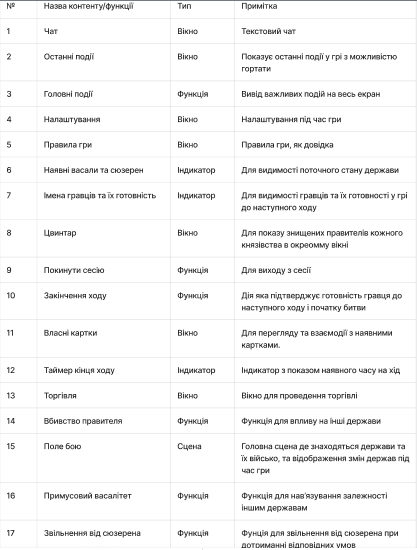 № Назва контенту/функції Тип Примітка
1 Чат Вікно Текстовий чат
2 Останні події Вікно Показує останні події у грі з можливістю
гортати
3 Головні події Функція Вивід важливих подій на весь екран
4 Налаштування Вікно Налаштування під час гри
5 Правила гри Вікно Правила гри, як довідка
6 Наявні васали та сюзерен Індикатор Для видимості поточного стану держави
7 Імена гравців та їх готовність Індикатор Для видимості гравців та їх готовності у грі
до наступного ходу
8 Цвинтар Вікно Для показу знищених правителів кожного
князівства в окреомму вікні
9 Покинути сесію Функція Для виходу з сесії
10 Закінчення ходу Функція Дія яка підтверджує готовність гравця до
наступного ходу і початку битви
11 Власні картки Вікно Для перегляду та взаємодії з наявними
картками.
12 Таймер кінця ходу Індикатор Індикатор з показом наявного часу на хід
13 Торгівля Вікно Вікно для проведення торгівлі
14 Вбивство правителя Функція Функція для впливу на інші держави
15 Поле бою Сцена Головна сцена де знаходяться держави та
їх військо, та відображення змін держав під
час гри
16 Примусовий васалітет Функція Функція для нав'язування залежності
іншим державам
17 Звільнення від сюзерена Функція Фунція для звільнення від сюзерена при
дотриманні відповідних умов